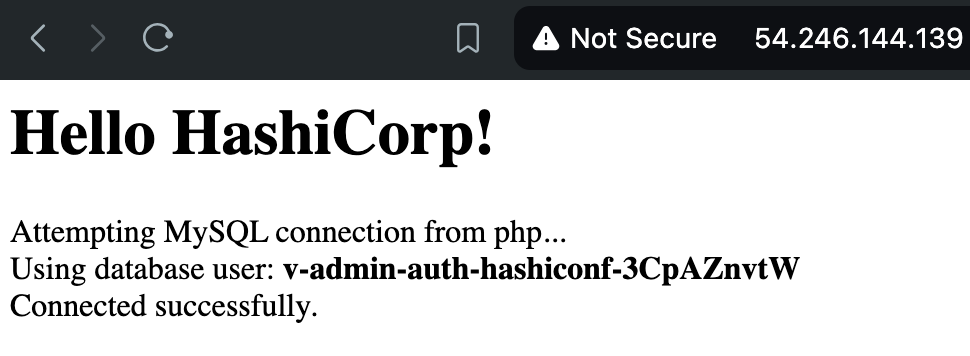 Not Secure 54.246.144.139
Hello HashiCorp!
Attempting MySQL connection from php...
Using database user: v-admin-auth-hashiconf-3CpAZnvtW
Connected successfully.